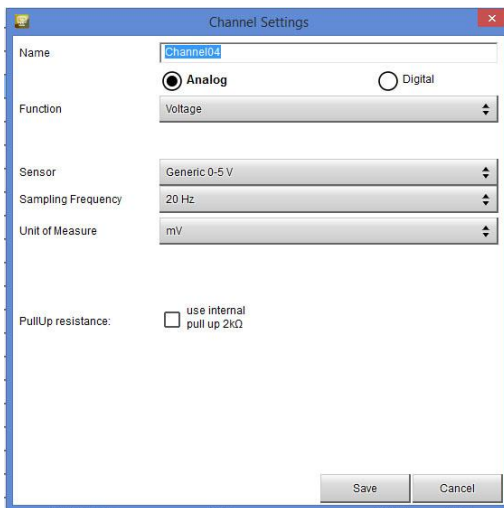 Channel Settings
Name
Channel04
Analog
Digital
Function
Voltage
Sensor
Generic 0-5 V
Sampling Frequency
20 Hz
Unit of Measure
mV
PullUp resistance:
use internal
pull up 2kΩ
Save
Cancel